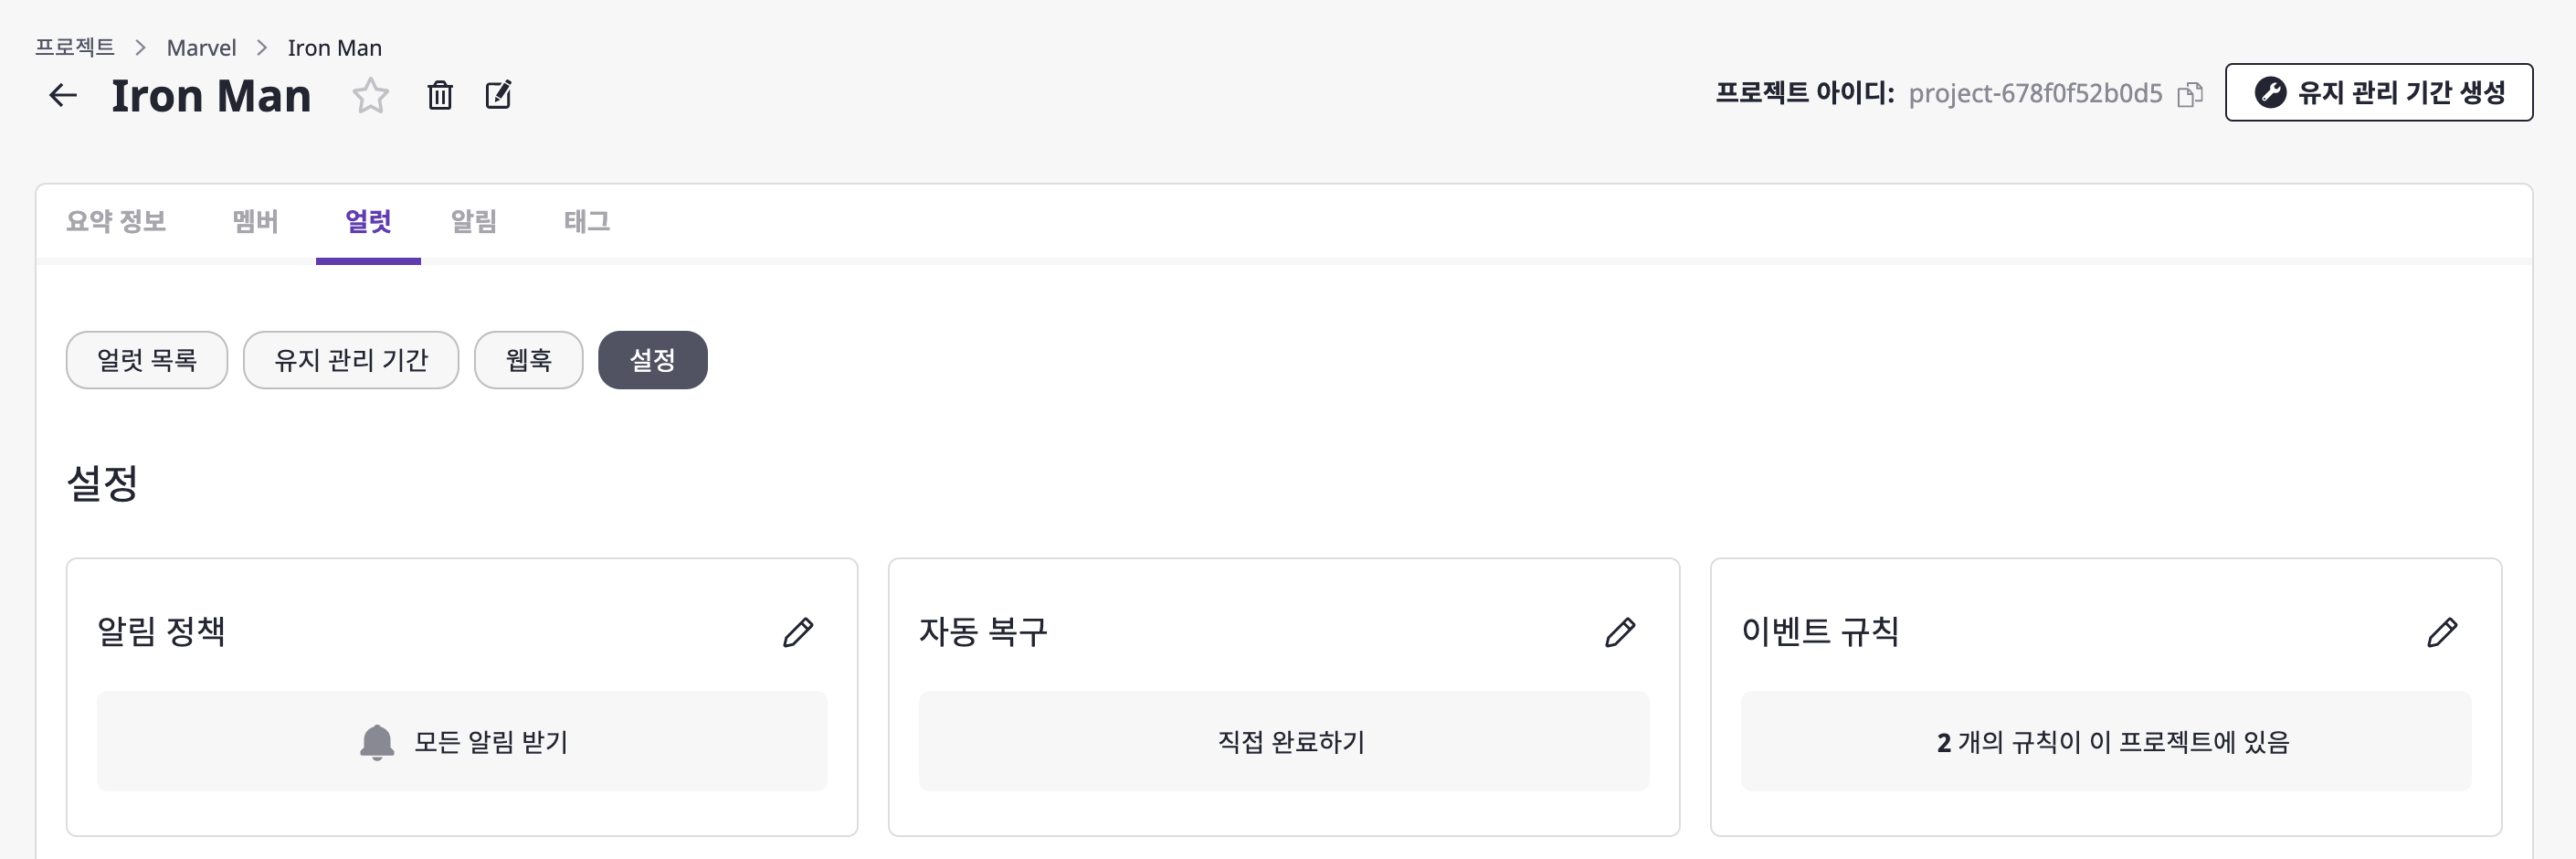 프로젝트 > Marvel > Iron Man
Iron Man
프로젝트 아이디: project-678f0f52b0d5
유지 관리 기간 생성
요약 정보 멤버 얼럿 알림 태그
얼럿 목록 유지 관리 기간 웹훅 설정
설정
알림 정책
모든 알림 받기
자동 복구
직접 완료하기
이벤트 규칙
2 개의 규칙이 이 프로젝트에 있음